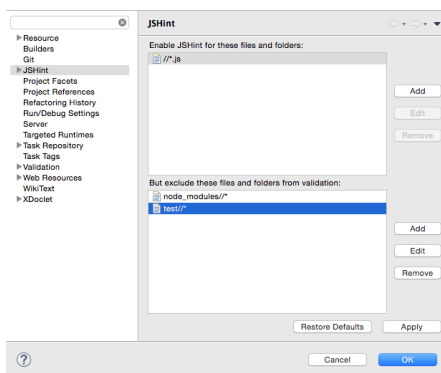 JSHint
Resource
Builders
Git
JSHint
Project Facets
Project References
Refactoring History
Run/Debug Settings
Server
Targeted Runtimes
Task Repository
Task Tags
Validation
Web Resources
WikiText
XDoclet
Enable JSHint for these files and folders:
//*.js
Add
Edit
Remove
But exclude these files and folders from validation:
node_modules//*
test//*
Add
Edit
Remove
Restore Defaults
Apply
?
Cancel
OK